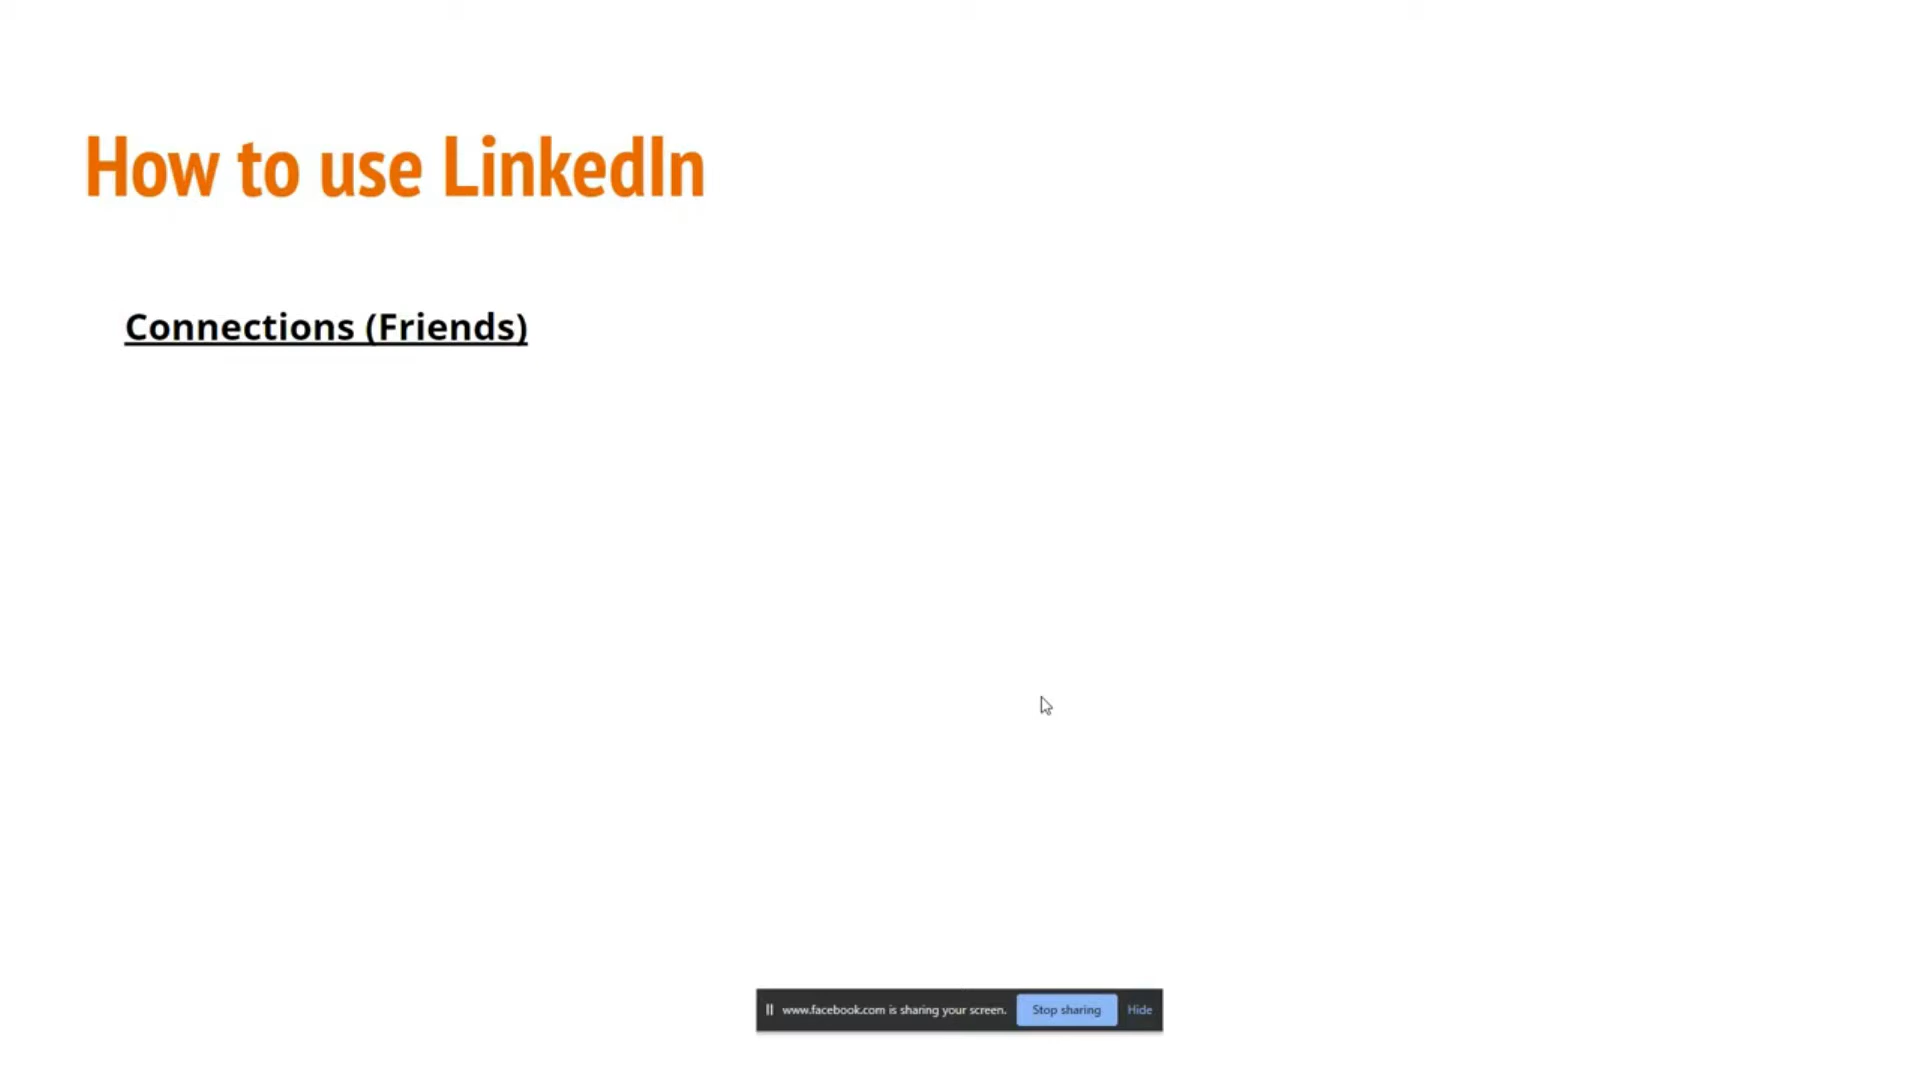 How to use LinkedIn
Connections (Friends)
www.facebook.com is sharing your screen. Stop sharing Hide